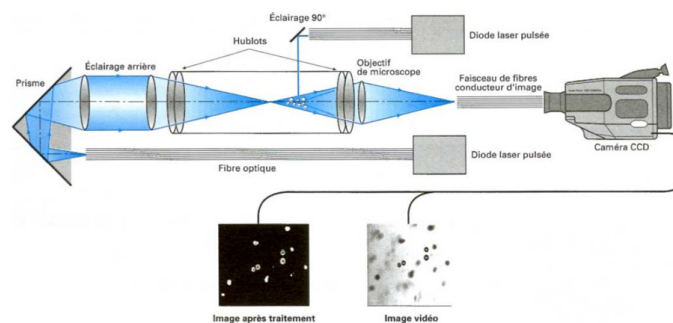 Éclairage 90°
Diode laser pulsée
Hublots
Éclairage arrière
Objectif
de microscope
Prisme
Faisceau de fibres
conducteur d'image
Caméra CCD
Fibre optique
Diode laser pulsée
Image après traitement
Image vidéo